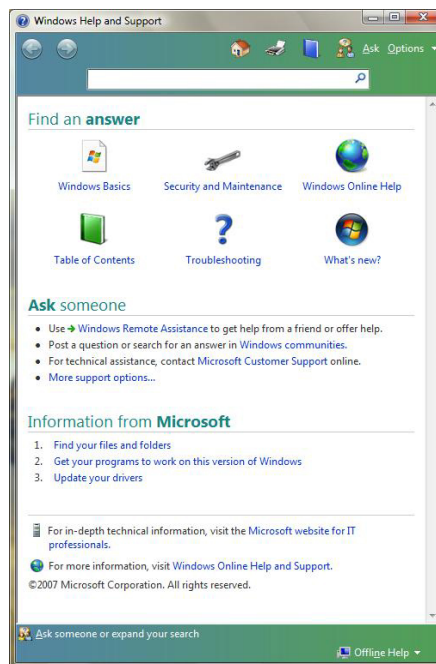 Windows Help and Support
Ask Options
Find an answer
Windows Basics
Security and Maintenance
Windows Online Help
Table of Contents
Troubleshooting
What's new?
Ask someone
Use Windows Remote Assistance to get help from a friend or offer help.
Post a question or search for an answer in Windows communities.
For technical assistance, contact Microsoft Customer Support online.
More support options...
Information from Microsoft
1. Find your files and folders
2. Get your programs to work on this version of Windows
3. Update your drivers
For in-depth technical information, visit the Microsoft website for IT
professionals.
For more information, visit Windows Online Help and Support.
©2007 Microsoft Corporation. All rights reserved.
Ask someone or expand your search
Offline Help